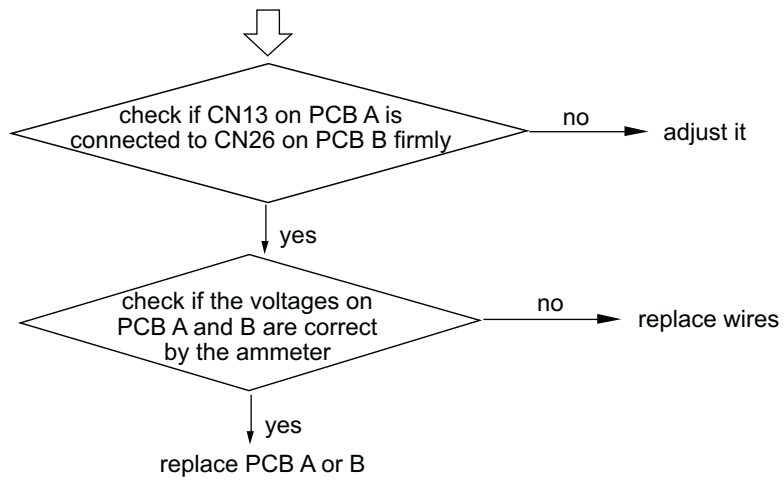 check if CN13 on PCB A is
connected to CN26 on PCB B firmly
no
adjust it
yes
check if the voltages on
PCB A and B are correct
by the ammeter
no
replace wires
yes
replace PCB A or B